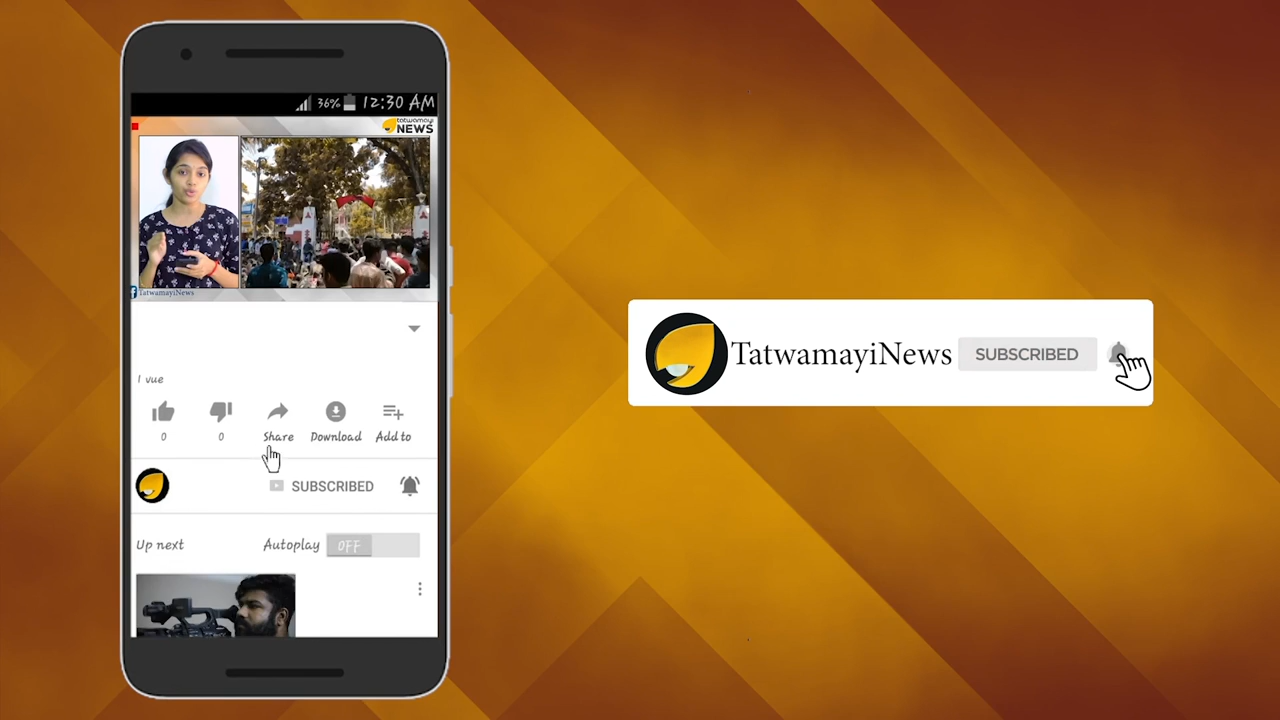 36% 12:30 AM
tatwamayi
NEWS
TatwamayiNews
1 vue
0 0 Share Download Add to
SUBSCRIBED
Up next Autoplay OFF
TatwamayiNews SUBSCRIBED